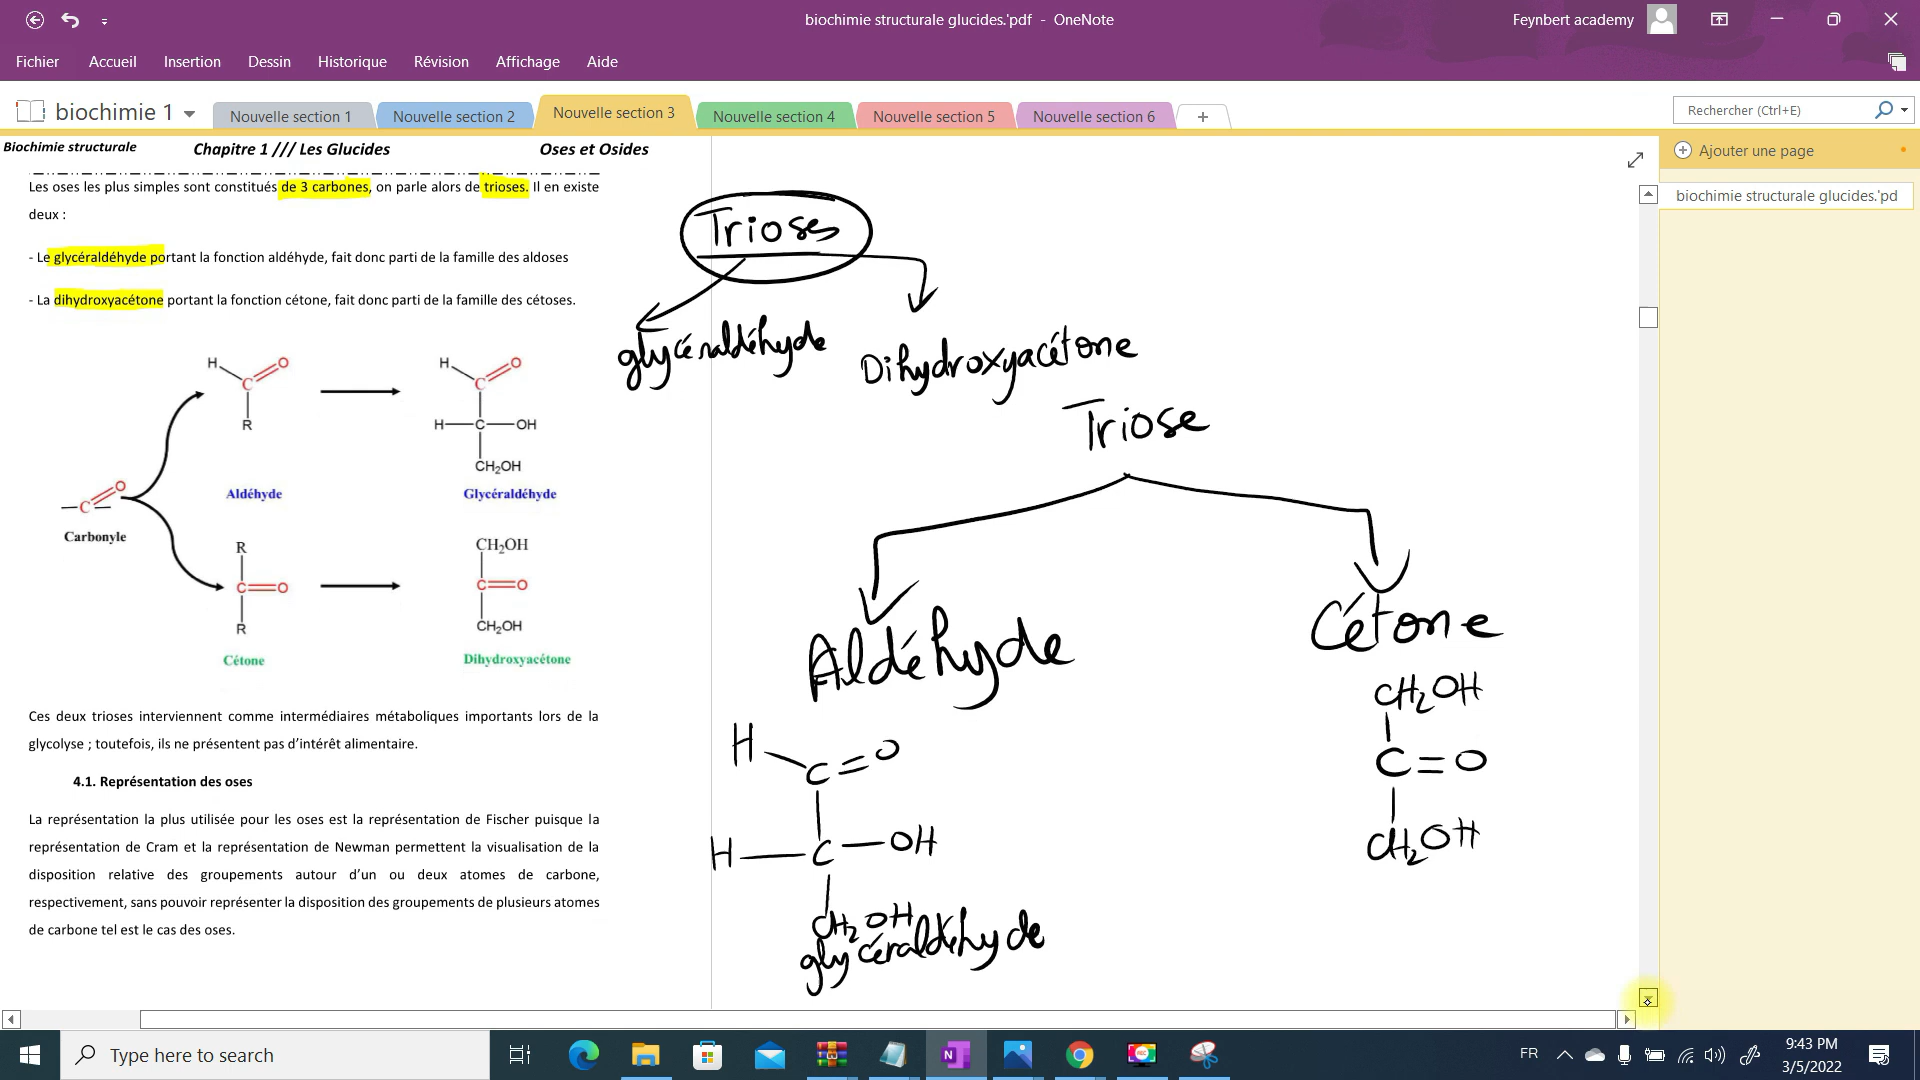 biochimie structurale glucides.'pdf - OneNote
Feynbert academy
Fichier Accueil Insertion Dessin Historique Révision Affichage Aide
biochimie 1
Nouvelle section 1
Nouvelle section 2
Nouvelle section 3
Nouvelle section 4
Nouvelle section 5
Nouvelle section 6
+
Rechercher (Ctrl+E)
Ajouter une page
biochimie structurale glucides.'pd
Biochimie structurale Chapitre 1 /// Les Glucides Oses et Osides
Les oses les plus simples sont constitués de 3 carbones, on parle alors de trioses. Il en existe
deux :
- Le glycéraldéhyde portant la fonction aldéhyde, fait donc parti de la famille des aldoses
- La dihydroxyacétone portant la fonction cétone, fait donc parti de la famille des cétoses.
H O
C
R
Aldéhyde
H O
C
H C OH
CH₂OH
Glycéraldéhyde
C O
Carbonyle
R
C O
R
Cétone
CH₂OH
C O
CH₂OH
Dihydroxyacétone
Ces deux trioses interviennent comme intermédiaires métaboliques importants lors de la
glycolyse ; toutefois, ils ne présentent pas d'intérêt alimentaire.
4.1. Représentation des oses
La représentation la plus utilisée pour les oses est la représentation de Fischer puisque la
représentation de Cram et la représentation de Newman permettent la visualisation de la
disposition relative des groupements autour d'un ou deux atomes de carbone,
respectivement, sans pouvoir représenter la disposition des groupements de plusieurs atomes
de carbone tel est le cas des oses.
Trioses
glycéraldéhyde
Dihydroxyacétone
Triose
Aldéhyde
H
C=O
H C OH
CH₂OH
glycéraldéhyde
Cétone
CH₂OH
C=O
CH₂OH
Type here to search
FR
9:43 PM
3/5/2022